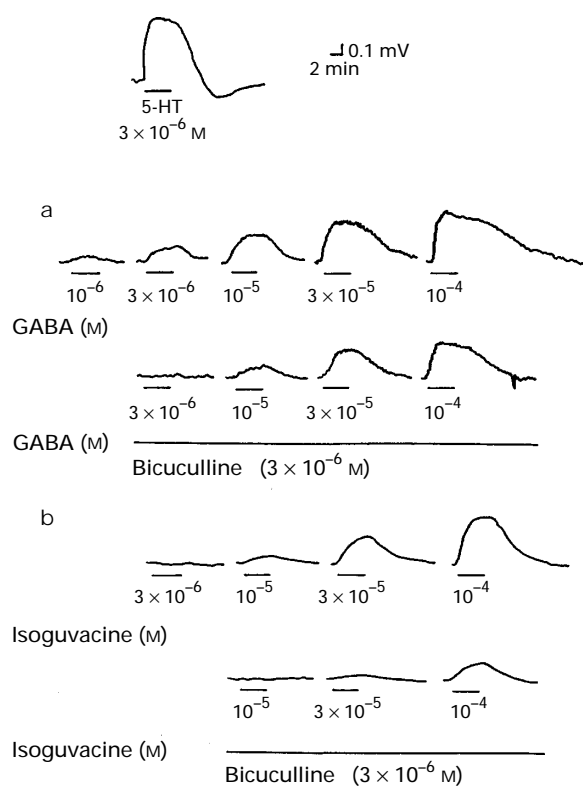 0.1 mV
2 min
5-HT
3 × 10⁻⁶ M
a
10⁻⁶ 3 × 10⁻⁶ 10⁻⁵ 3 × 10⁻⁵ 10⁻⁴
GABA (M)
3 × 10⁻⁶ 10⁻⁵ 3 × 10⁻⁵ 10⁻⁴
GABA (M)
Bicuculline (3 × 10⁻⁶ M)
b
3 × 10⁻⁶ 10⁻⁵ 3 × 10⁻⁵ 10⁻⁴
Isoguvacine (M)
10⁻⁵ 3 × 10⁻⁵ 10⁻⁴
Isoguvacine (M)
Bicuculline (3 × 10⁻⁶ M)